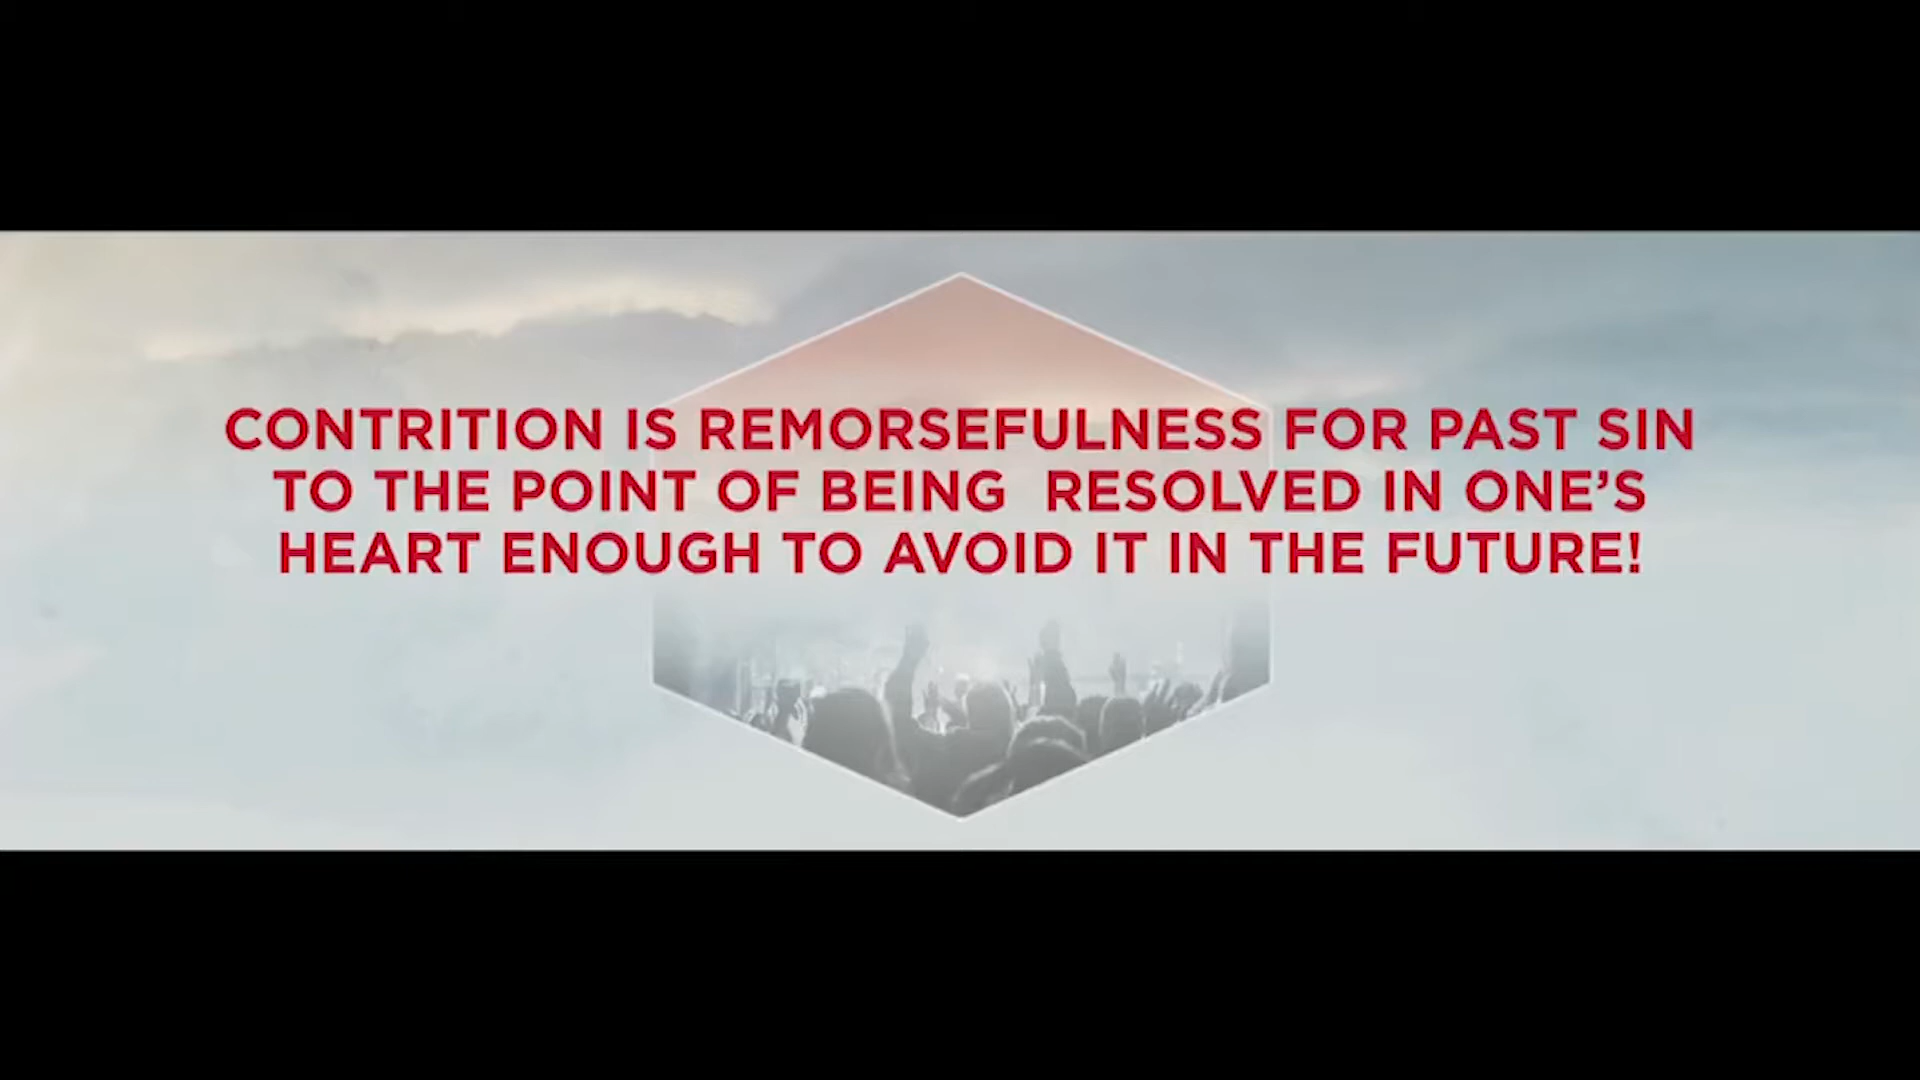 CONTRITION IS REMORSEFULNESS FOR PAST SIN
TO THE POINT OF BEING  RESOLVED IN ONE’S
HEART ENOUGH TO AVOID IT IN THE FUTURE!